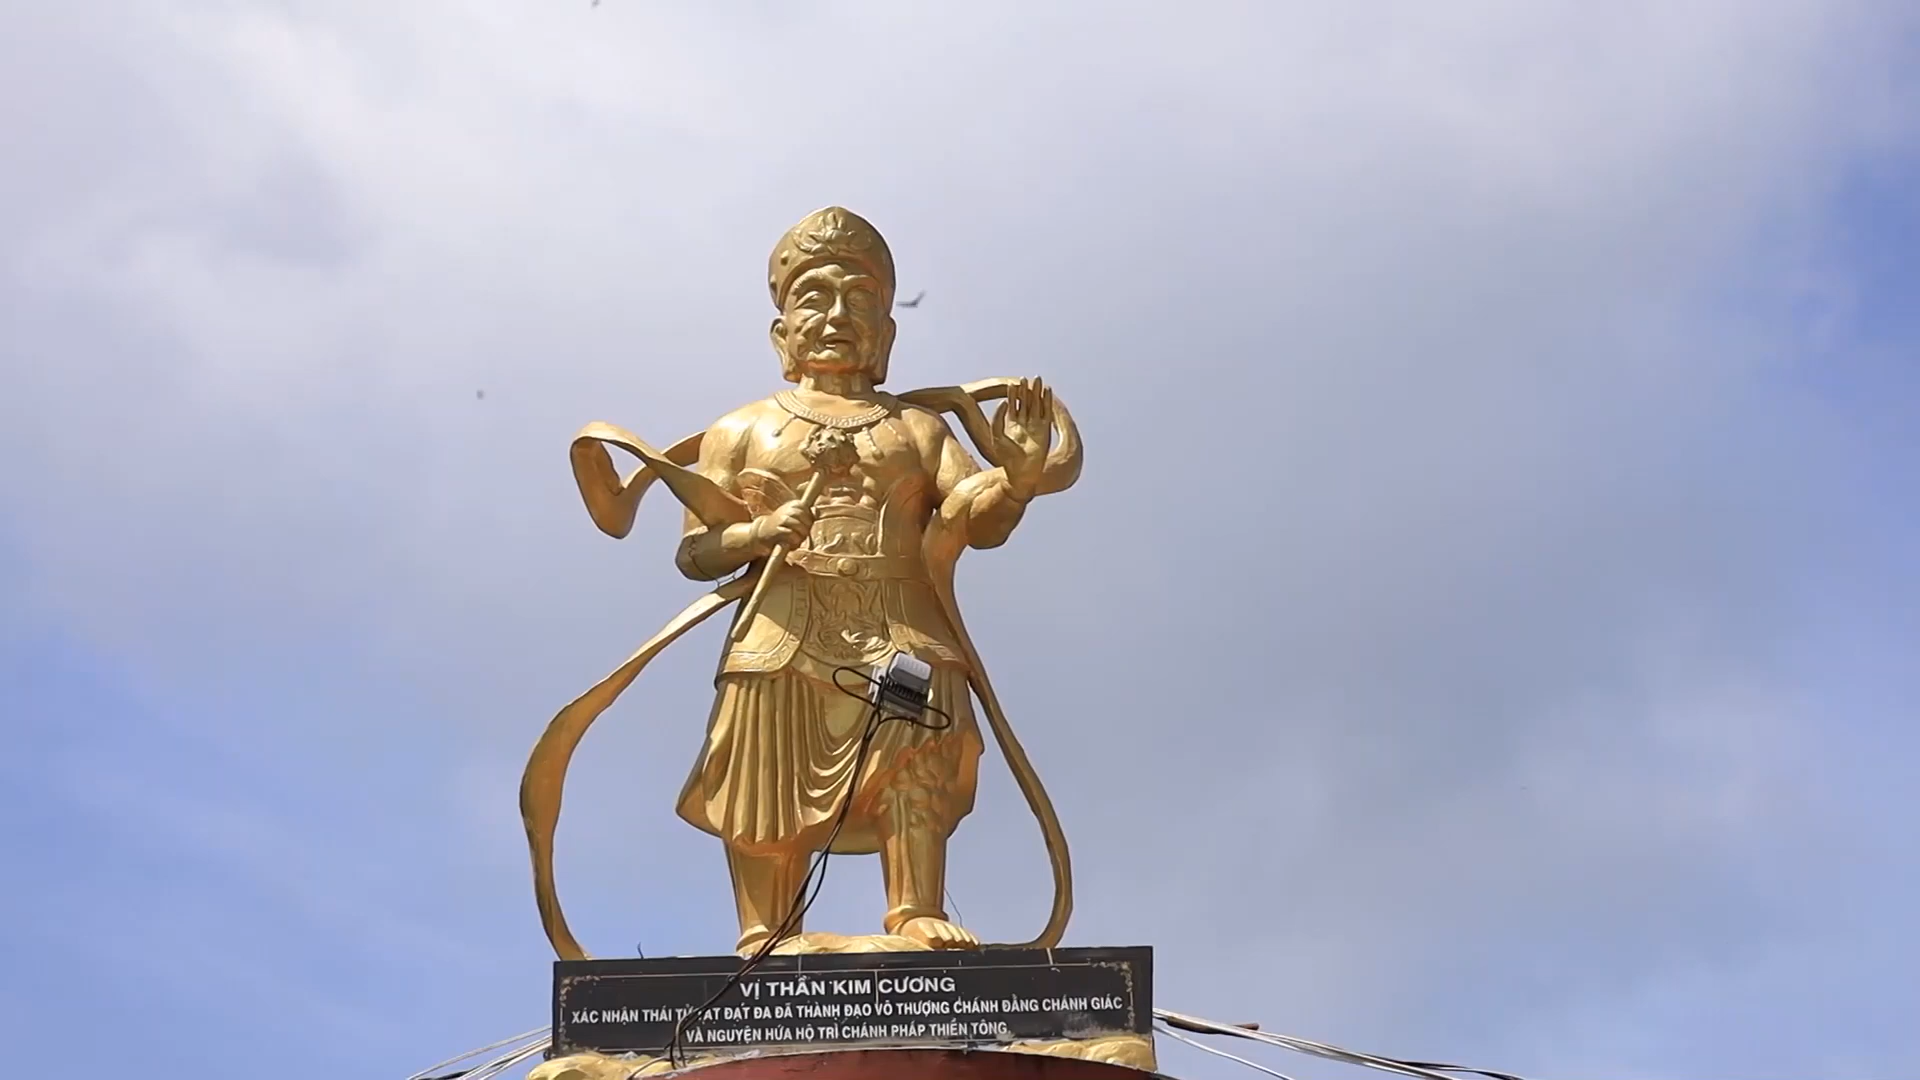 VỊ THẦN KIM CƯƠNG
XÁC NHẬN THÁI TỬ TẤT ĐẠT ĐA ĐÃ THÀNH ĐẠO VÔ THƯỢNG CHÁNH ĐẲNG CHÁNH GIÁC
VÀ NGUYỆN HỨA HỘ TRÌ CHÁNH PHÁP THIỀN TÔNG.